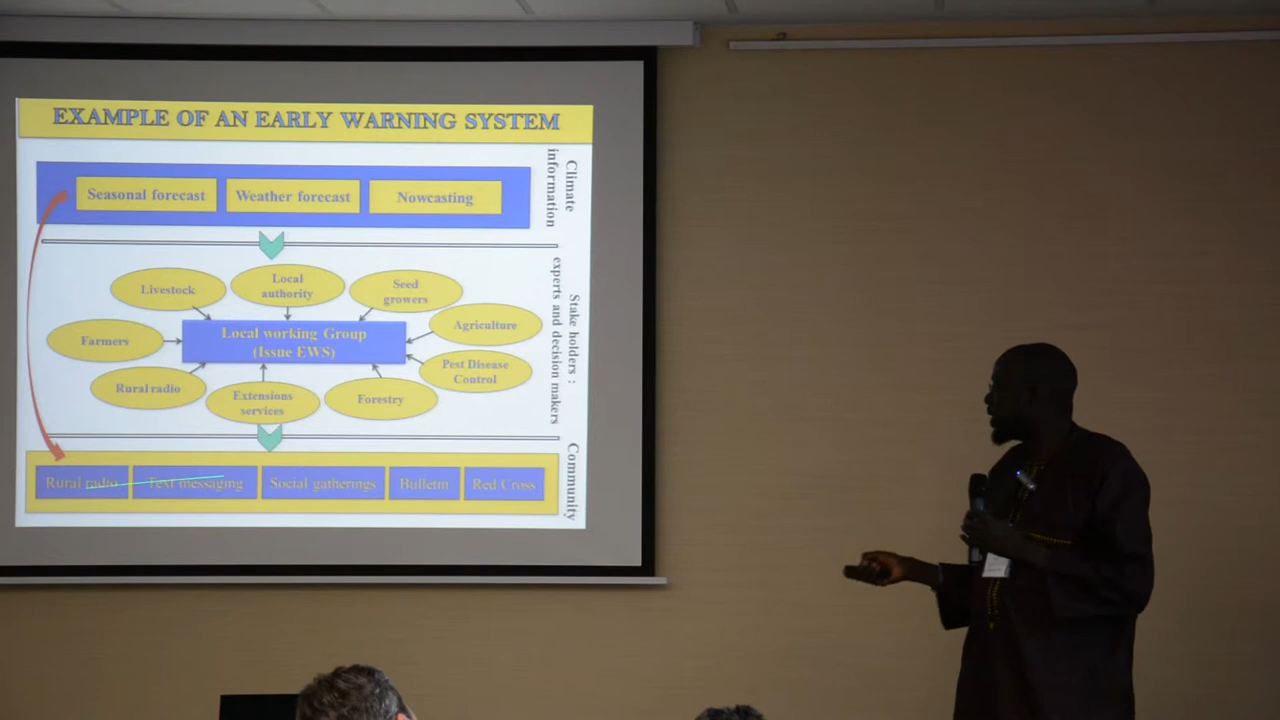 EXAMPLE OF AN EARLY WARNING SYSTEM
Seasonal forecast
Weather forecast
Nowcasting
Climate
information
Livestock
Local
authority
Seed
growers
Farmers
Local working Group
(Issue EWS)
Agriculture
Rural radio
Extensions
services
Forestry
Pest Disease
Control
Stake holders :
experts and decision makers
Rural radio
Text messaging
Social gatherings
Bulletin
Red Cross
Community